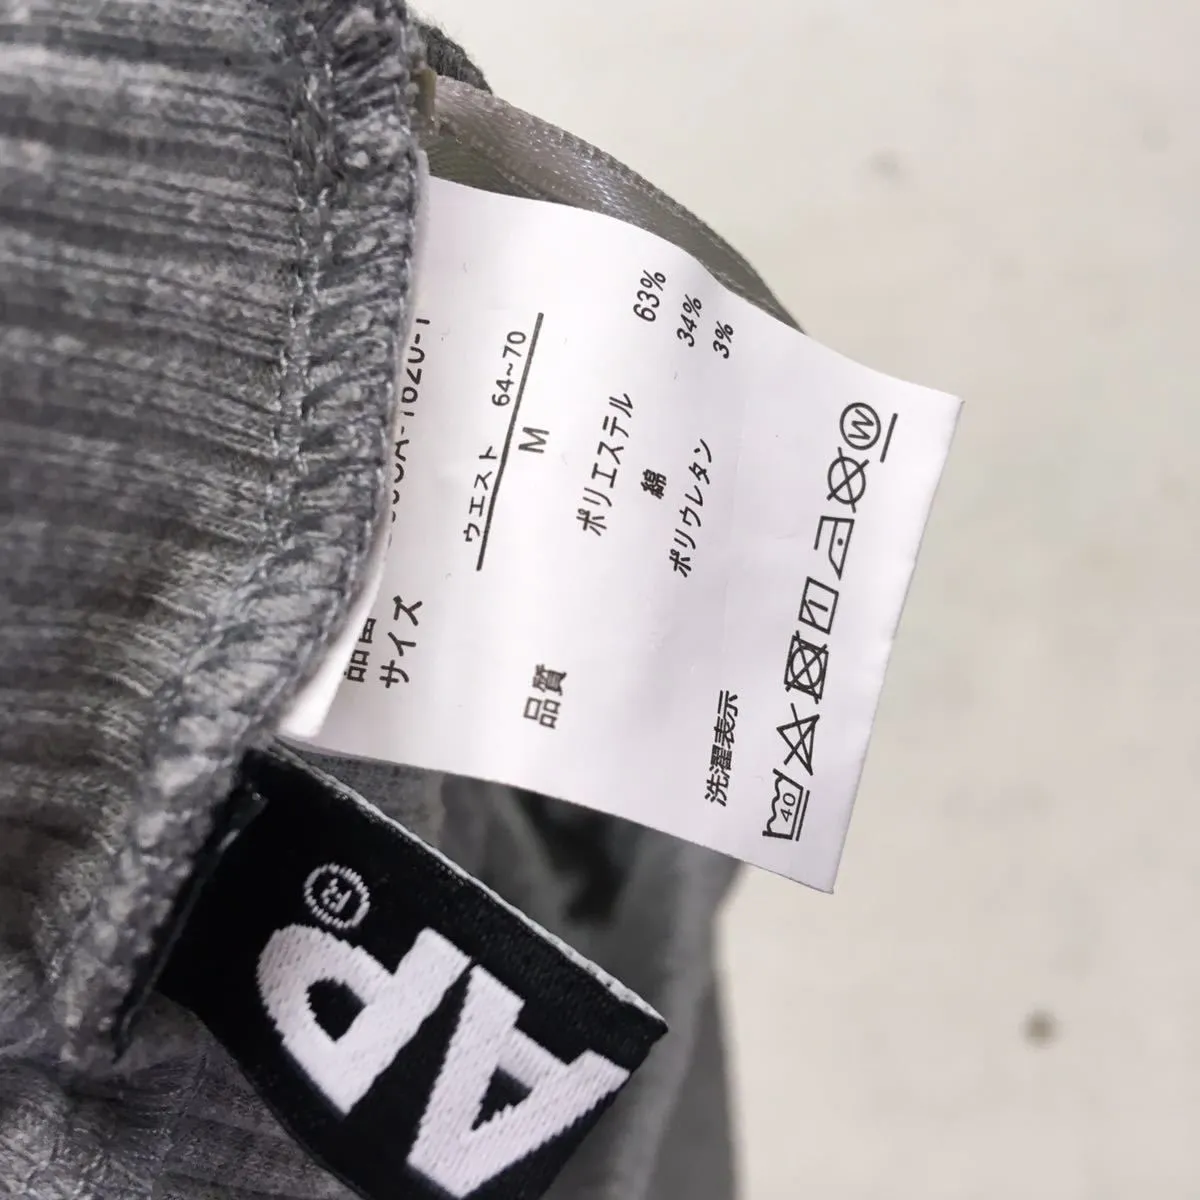 品番
サイズ
ウエスト 64~70
M
品質 ポリエステル 63%
綿 34%
ポリウレタン 3%
洗濯表示
40
W
AP®